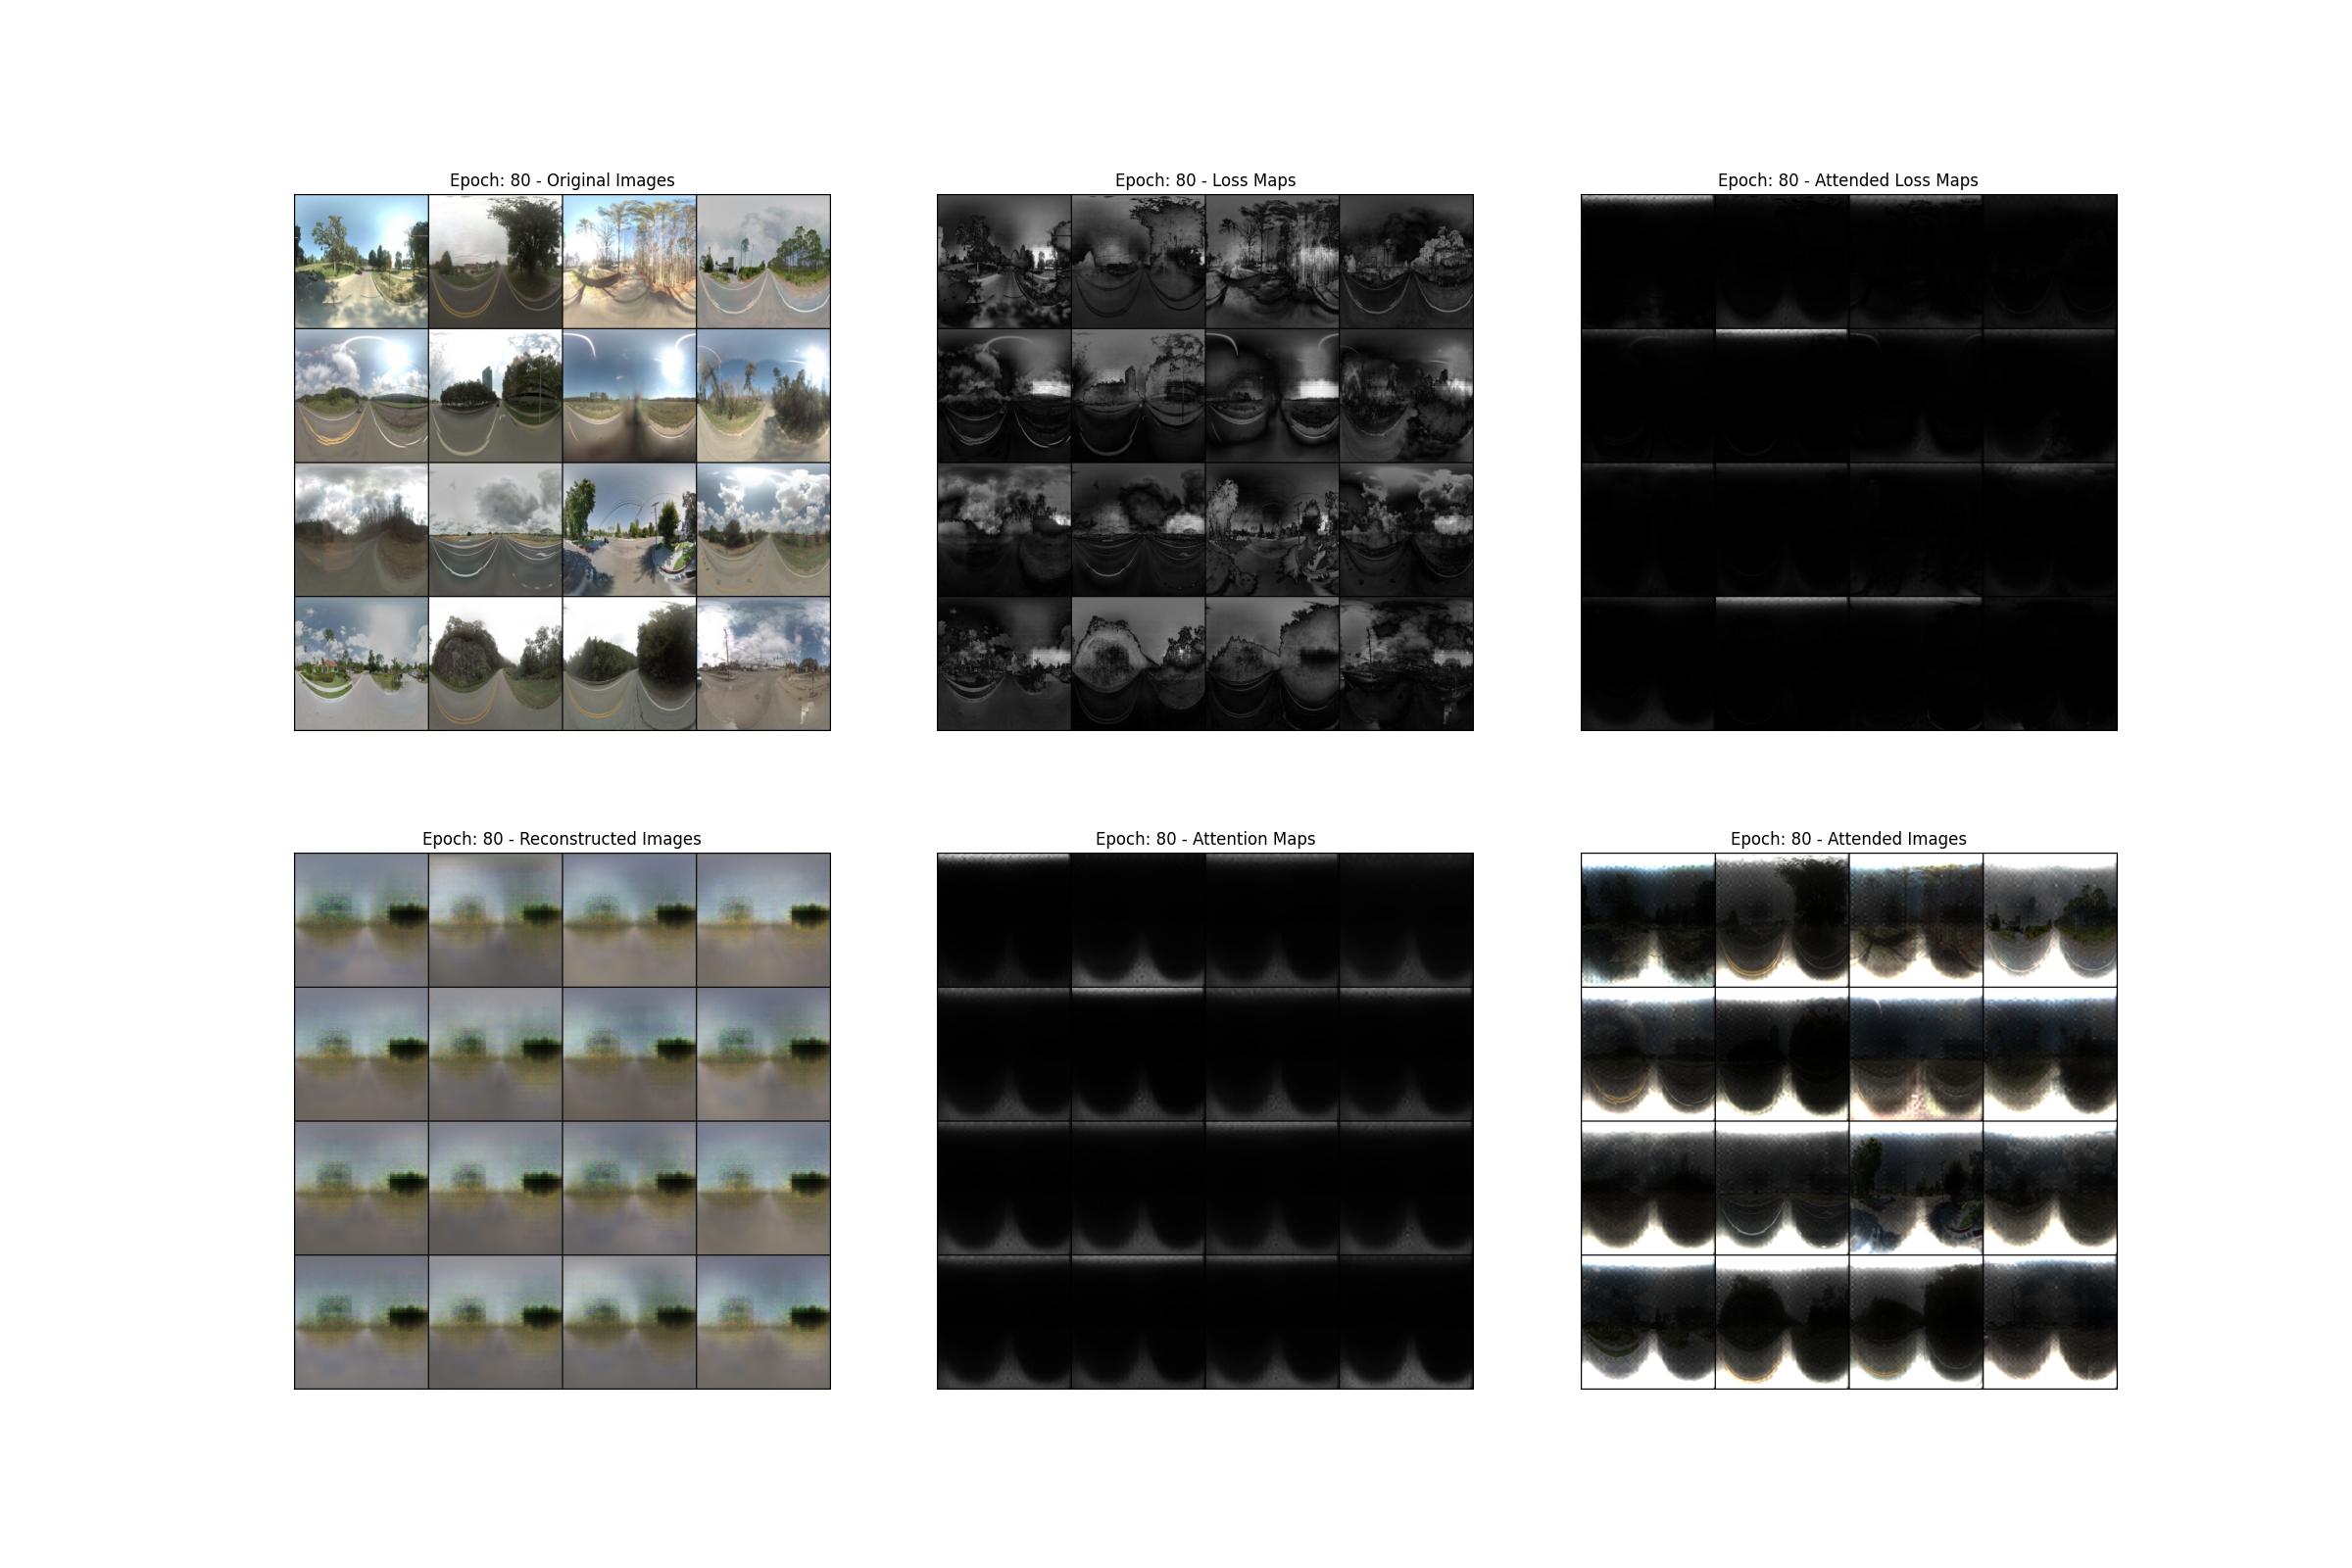 Epoch: 80 - Original Images
Epoch: 80 - Loss Maps
Epoch: 80 - Attended Loss Maps
Epoch: 80 - Reconstructed Images
Epoch: 80 - Attention Maps
Epoch: 80 - Attended Images